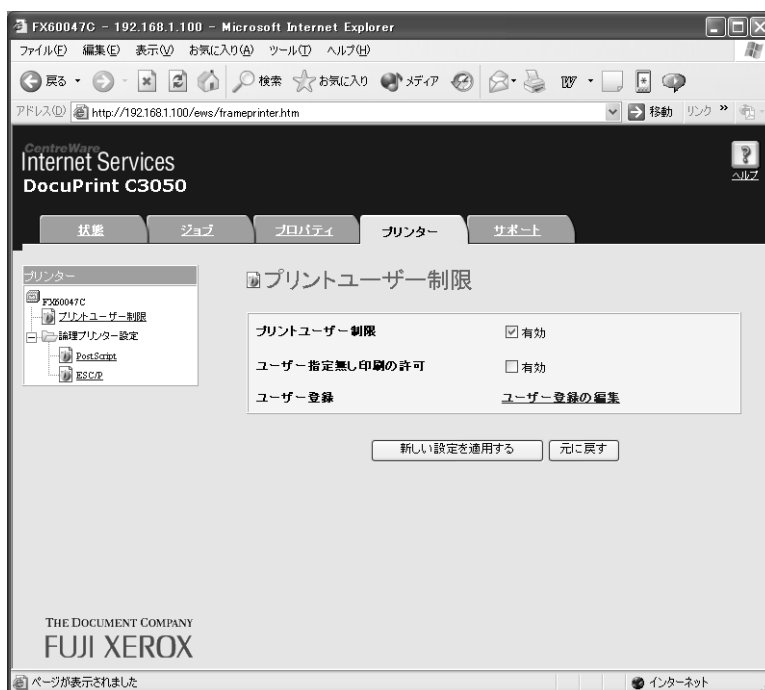 FX60047C - 192.168.1.100 - Microsoft Internet Explorer
ファイル(F) 編集(E) 表示(V) お気に入り(A) ツール(T) ヘルプ(H)
戻る 検索 お気に入り メディア
アドレス(D) http://192.168.1.100/ews/frameprinter.htm 移動 リンク »
CentreWare
Internet Services
DocuPrint C3050
ヘルプ
状態 ジョブ プロパティ プリンター サポート
プリンター
FX60047C
プリントユーザー制限
論理プリンター設定
PostScript
ESC/P
プリントユーザー制限
プリントユーザー制限 有効
ユーザー指定無し印刷の許可 有効
ユーザー登録 ユーザー登録の編集
新しい設定を適用する 元に戻す
THE DOCUMENT COMPANY
FUJI XEROX
ページが表示されました インターネット